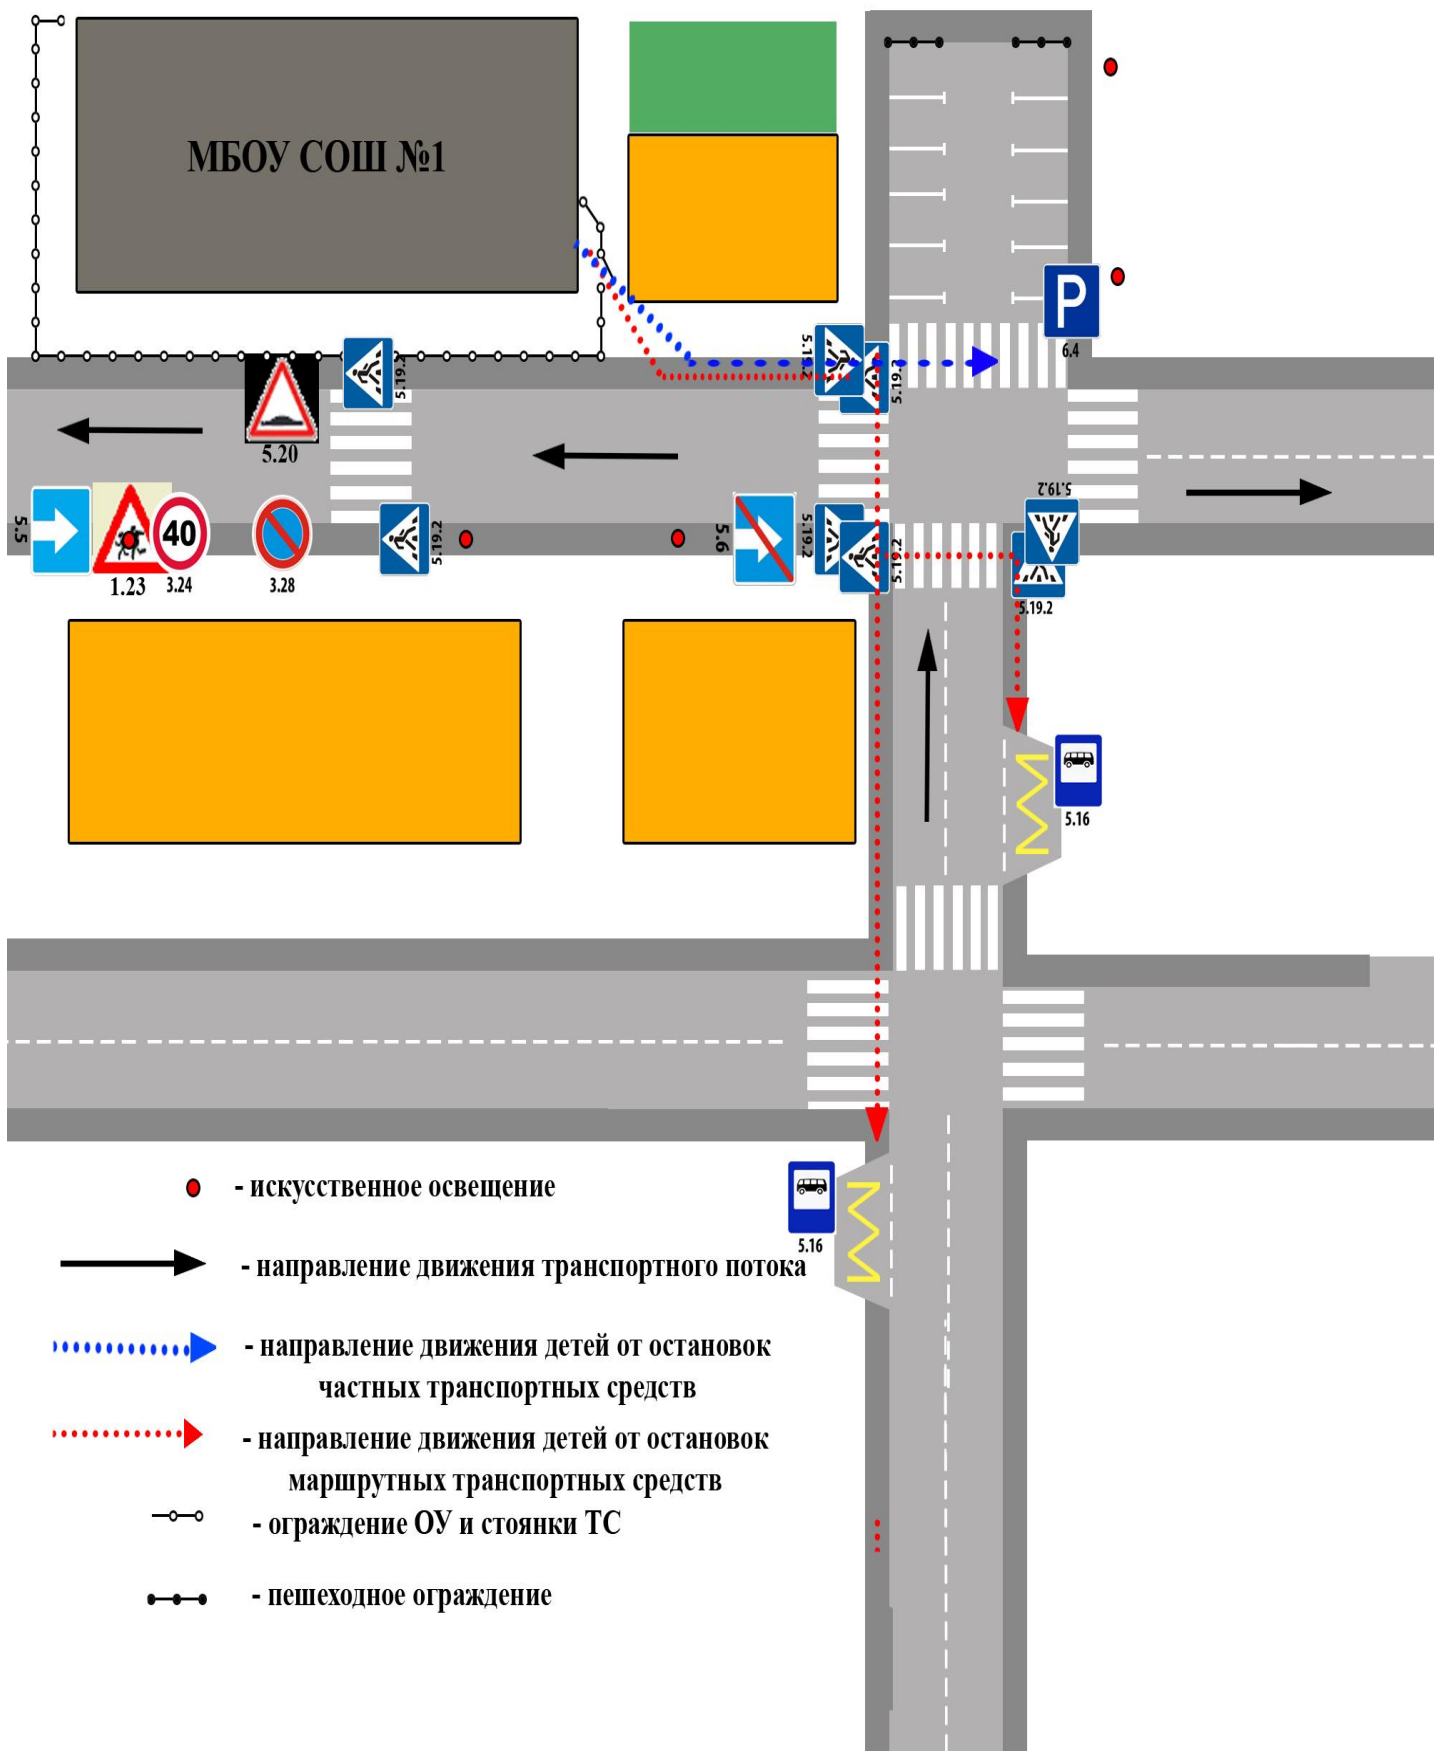 МБОУ СОШ №1
6.4
5.19.2
5.19.2
5.19.2
5.20
5.19.2
5.5
40
1.23
3.24
3.28
5.19.2
5.6
5.19.2
5.19.2
5.19.2
P
5.16
5.16
- искусственное освещение
- направление движения транспортного потока
- направление движения детей от остановок
частных транспортных средств
- направление движения детей от остановок
маршрутных транспортных средств
- ограждение ОУ и стоянки ТС
- пешеходное ограждение